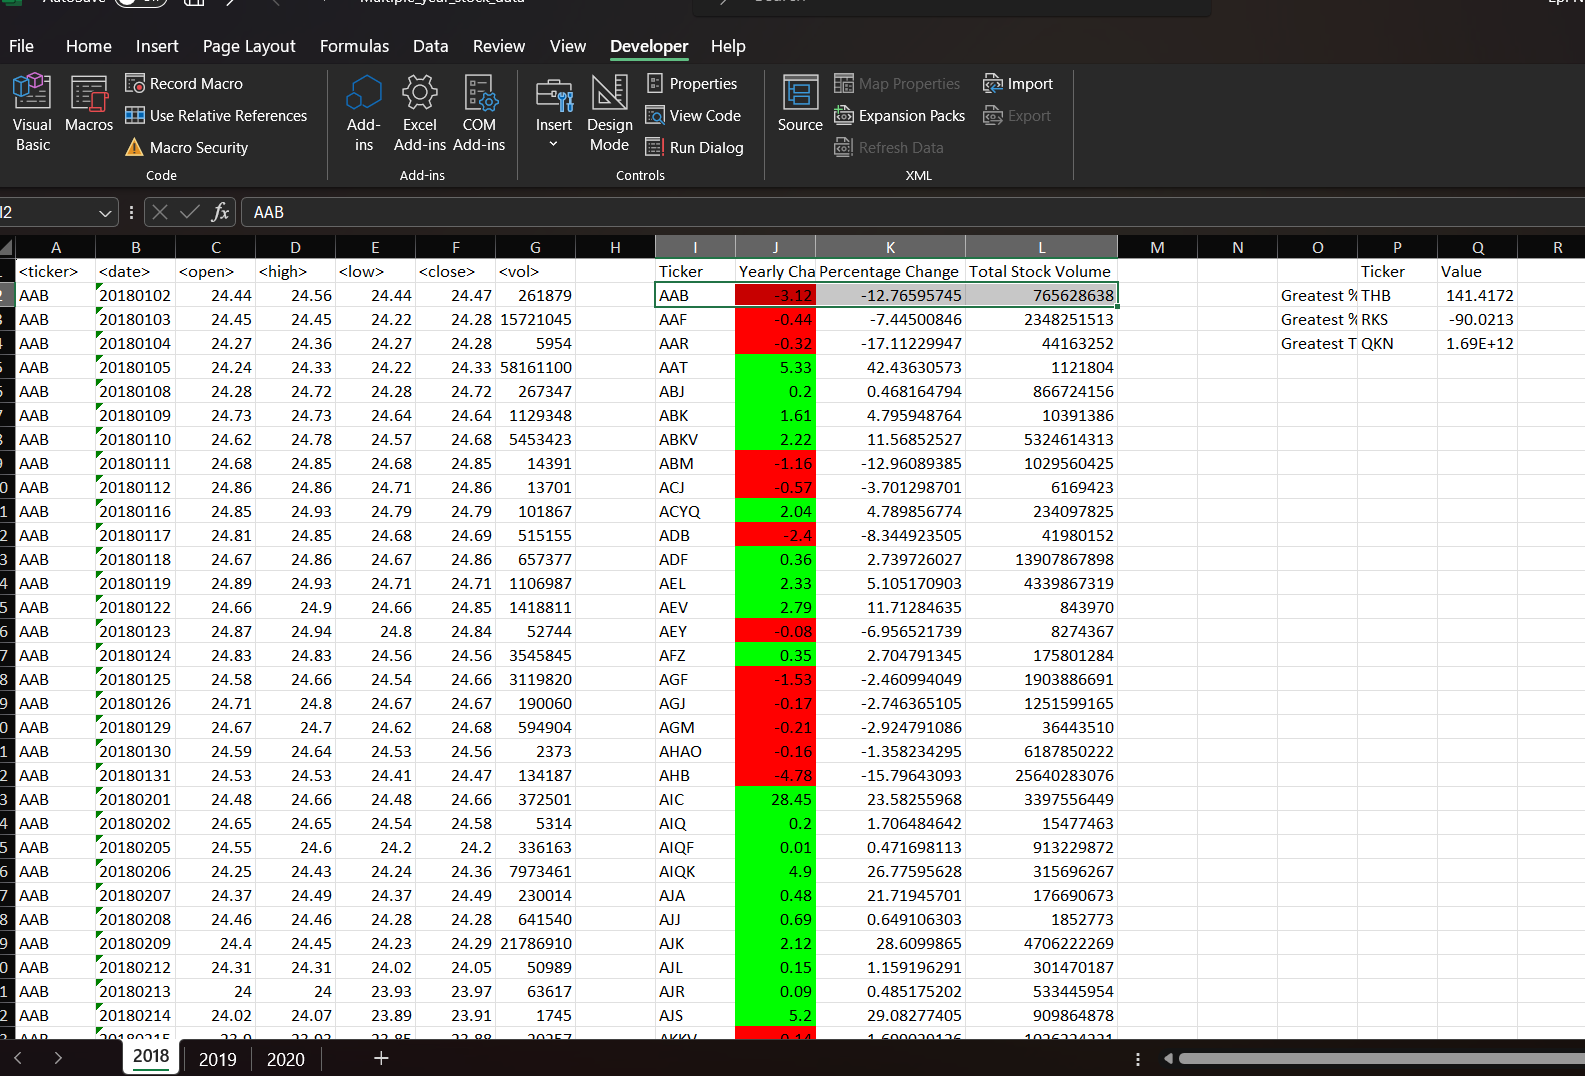 File Home Insert Page Layout Formulas Data Review View Developer Help
Visual Basic
Macros
Record Macro
Use Relative References
Macro Security
Code
Add-ins
Excel Add-ins
COM Add-ins
Add-ins
Insert
Design Mode
Properties
View Code
Run Dialog
Controls
Source
Map Properties
Expansion Packs
Refresh Data
Import
Export
XML
I2 fx AAB
A B C D E F G H I J K L M N O P Q R
<ticker> <date> <open> <high> <low> <close> <vol> Ticker Yearly Cha Percentage Change Total Stock Volume Ticker Value
AAB 20180102 24.44 24.56 24.44 24.47 261879 AAB -3.12 -12.76595745 765628638 Greatest % THB 141.4172
AAB 20180103 24.45 24.45 24.22 24.28 15721045 AAF -0.44 -7.44500846 2348251513 Greatest % RKS -90.0213
AAB 20180104 24.27 24.36 24.27 24.28 5954 AAR -0.32 -17.11229947 44163252 Greatest T QKN 1.69E+12
AAB 20180105 24.24 24.33 24.22 24.33 58161100 AAT 5.33 42.43630573 1121804
AAB 20180108 24.28 24.72 24.28 24.72 267347 ABJ 0.2 0.468164794 866724156
AAB 20180109 24.73 24.73 24.64 24.64 1129348 ABK 1.61 4.795948764 10391386
AAB 20180110 24.62 24.78 24.57 24.68 5453423 ABKV 2.22 11.56852527 5324614313
AAB 20180111 24.68 24.85 24.68 24.85 14391 ABM -1.16 -12.96089385 1029560425
AAB 20180112 24.86 24.86 24.71 24.86 13701 ACJ -0.57 -3.701298701 6169423
AAB 20180116 24.85 24.93 24.79 24.79 101867 ACYQ 2.04 4.789856774 234097825
AAB 20180117 24.81 24.85 24.68 24.69 515155 ADB -2.4 -8.344923505 41980152
AAB 20180118 24.67 24.86 24.67 24.86 657377 ADF 0.36 2.739726027 13907867898
AAB 20180119 24.89 24.93 24.71 24.71 1106987 AEL 2.33 5.105170903 4339867319
AAB 20180122 24.66 24.9 24.66 24.85 1418811 AEV 2.79 11.71284635 843970
AAB 20180123 24.87 24.94 24.8 24.84 52744 AEY -0.08 -6.956521739 8274367
AAB 20180124 24.83 24.83 24.56 24.56 3545845 AFZ 0.35 2.704791345 175801284
AAB 20180125 24.58 24.66 24.54 24.66 3119820 AGF -1.53 -2.460994049 1903886691
AAB 20180126 24.71 24.8 24.67 24.67 190060 AGJ -0.17 -2.746365105 1251599165
AAB 20180129 24.67 24.7 24.62 24.68 594904 AGM -0.21 -2.924791086 36443510
AAB 20180130 24.59 24.64 24.53 24.56 2373 AHAO -0.16 -1.358234295 6187850222
AAB 20180131 24.53 24.53 24.41 24.47 134187 AHB -4.78 -15.79643093 25640283076
AAB 20180201 24.48 24.66 24.48 24.66 372501 AIC 28.45 23.58255968 3397556449
AAB 20180202 24.65 24.65 24.54 24.58 5314 AIQ 0.2 1.706484642 15477463
AAB 20180205 24.55 24.6 24.2 24.2 336163 AIQF 0.01 0.471698113 913229872
AAB 20180206 24.25 24.43 24.24 24.36 7973461 AIQK 4.9 26.77595628 315696267
AAB 20180207 24.37 24.49 24.37 24.49 230014 AJA 0.48 21.71945701 176690673
AAB 20180208 24.46 24.46 24.28 24.28 641540 AJJ 0.69 0.649106303 1852773
AAB 20180209 24.4 24.45 24.23 24.29 21786910 AJK 2.12 28.6099865 4706222269
AAB 20180212 24.31 24.31 24.02 24.05 50989 AJL 0.15 1.159196291 301470187
AAB 20180213 24 24 23.93 23.97 63617 AJR 0.09 0.485175202 533445954
AAB 20180214 24.02 24.07 23.89 23.91 1745 AJS 5.2 29.08277405 909864878
2018 2019 2020